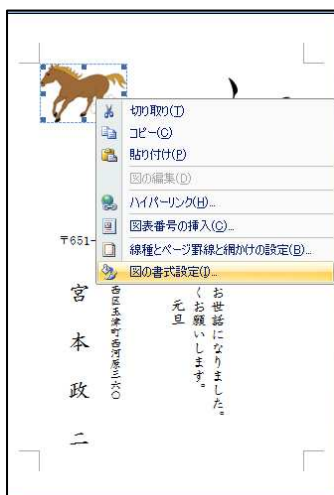 切り取り(T)
コピー(C)
貼り付け(P)
図の編集(D)
ハイパーリンク(H)...
図表番号の挿入(C)...
線種とページ罫線と網かけの設定(B)...
図の書式設定(I)...
お世話になりました。
くお願いします。
元旦
〒651-
西区玉津町西河原三六〇
宮本政二